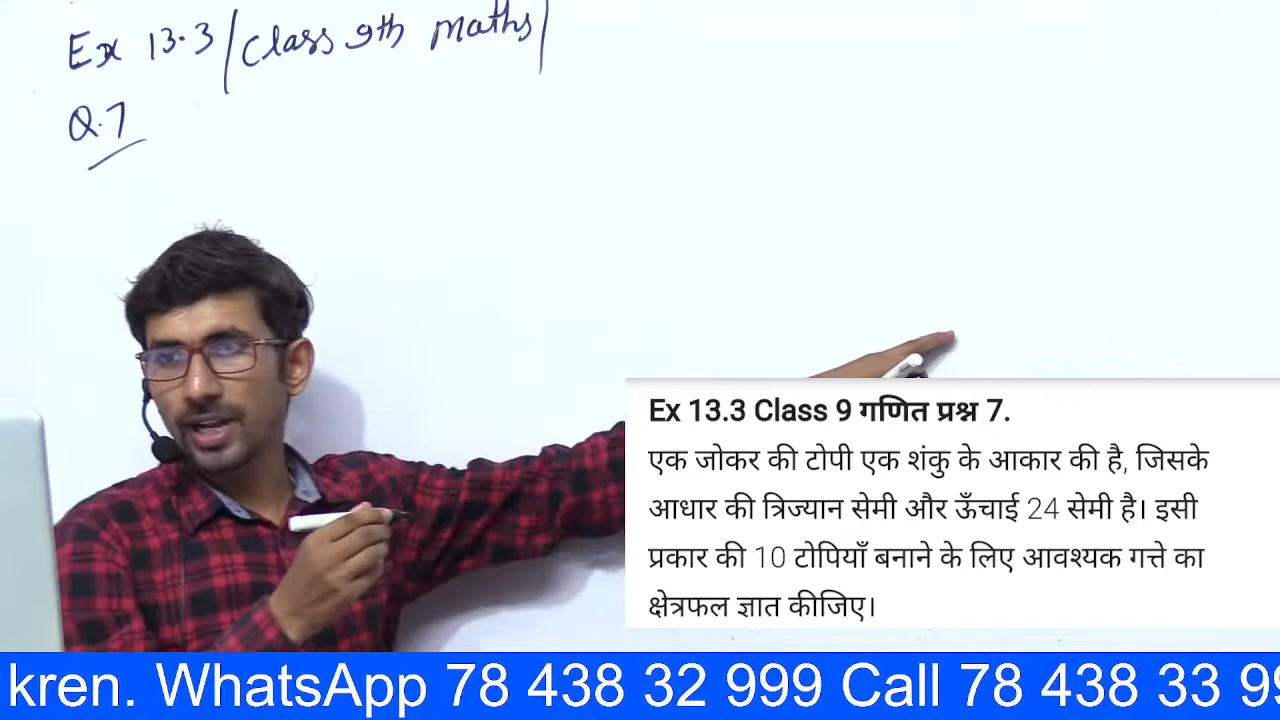 Ex 13.3/Class 9th Maths/
Q.7
Ex 13.3 Class 9 गणित प्रश्न 7.
एक जोकर की टोपी एक शंकु के आकार की है, जिसके
आधार की त्रिज्यान सेमी और ऊँचाई 24 सेमी है। इसी
प्रकार की 10 टोपियाँ बनाने के लिए आवश्यक गत्ते का
क्षेत्रफल ज्ञात कीजिए।
kren. WhatsApp 78 438 32 999 Call 78 438 33 99